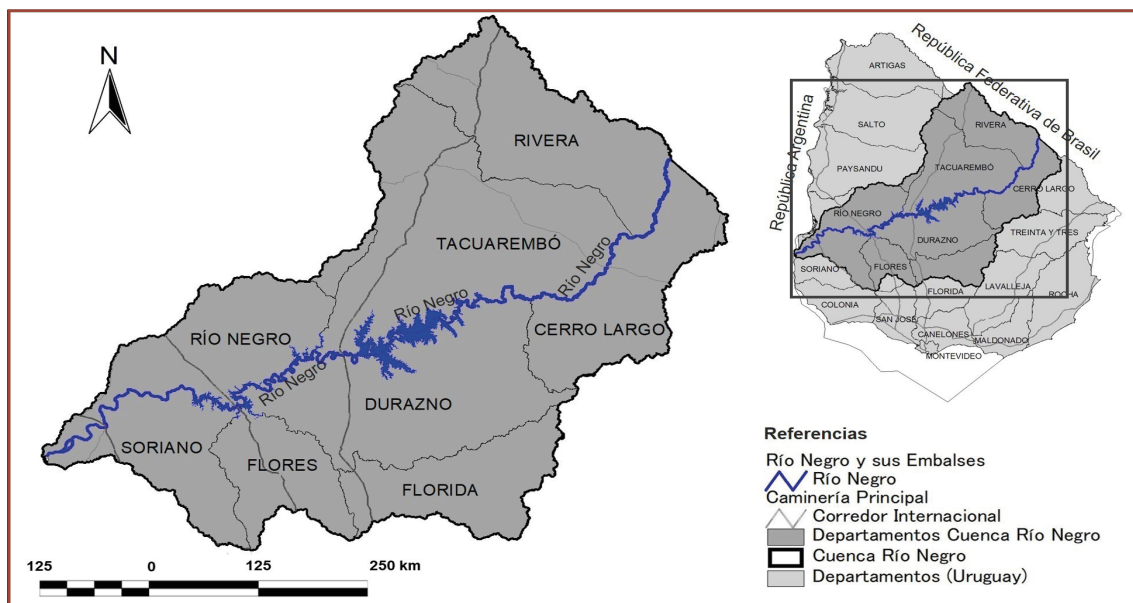 N
RIVERA
TACUAREMBÓ
Río Negro
Río Negro
CERRO LARGO
RÍO NEGRO
Río Negro
DURAZNO
SORIANO
FLORES
FLORIDA
125 0 125 250 km
República Federativa de Brasil
República Argentina
ARTIGAS
SALTO
RIVERA
PAYSANDU
TACUAREMBÓ
CERRO LARGO
RÍO NEGRO
DURAZNO
TREINTA Y TRES
SORIANO
FLORES
FLORIDA
LAVALLEJA
ROCHA
COLONIA
SAN JOSÉ
CANELONES
MALDONADO
MONTEVIDEO
Referencias
Río Negro y sus Embalses
Río Negro
Caminería Principal
Corredor Internacional
Departamentos Cuenca Río Negro
Cuenca Río Negro
Departamentos (Uruguay)